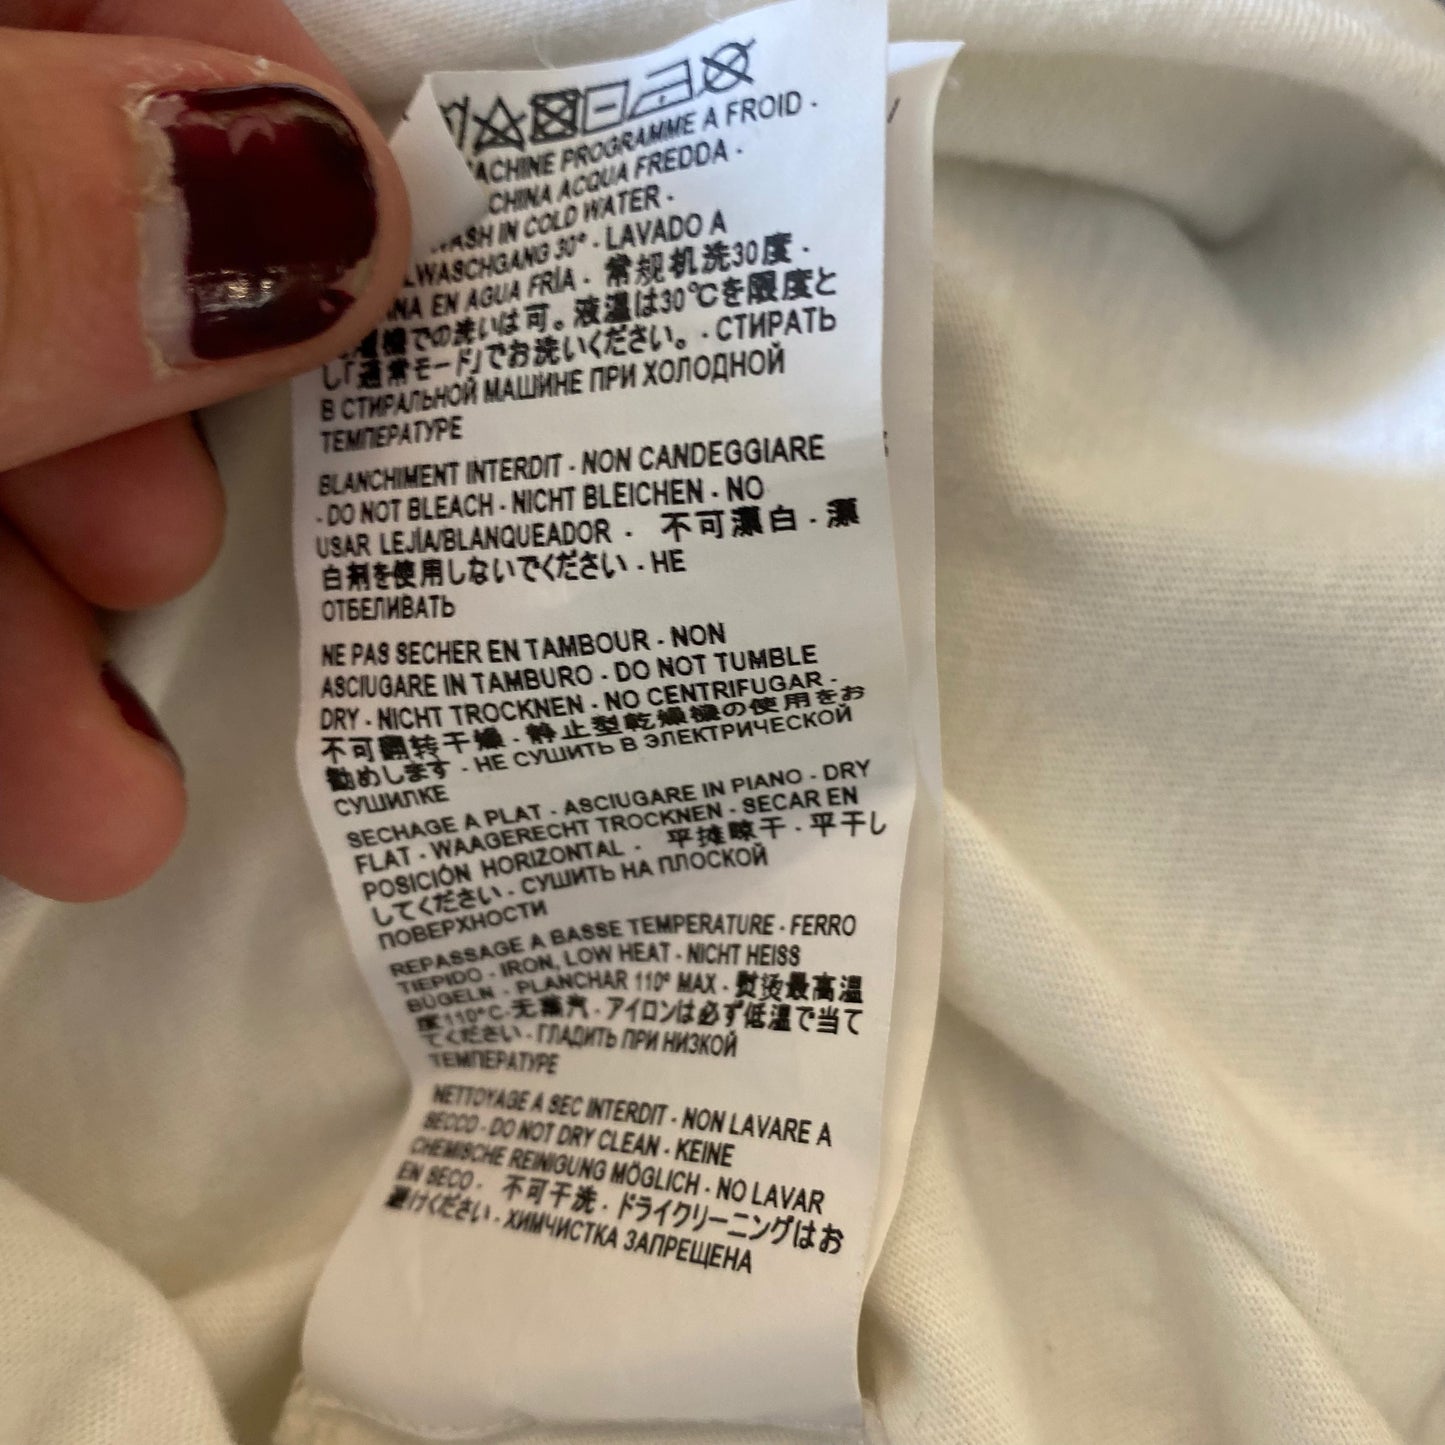 PROGRAMME A FROID -
ACQUA FREDDA -
IN COLD WATER -
30° - LAVADO A
EN AGUA FRÍA - 常规机洗30度 -
での洗いは可。液温は30℃を限度と
し「通常モード」でお洗いください。 - СТИРАТЬ
В СТИРАЛЬНОЙ МАШИНЕ ПРИ ХОЛОДНОЙ
ТЕМПЕРАТУРЕ
BLANCHIMENT INTERDIT - NON CANDEGGIARE
- DO NOT BLEACH - NICHT BLEICHEN - NO
USAR LEJÍA/BLANQUEADOR - 不可漂白 - 漂
白剤を使用しないでください - НЕ
ОТБЕЛИВАТЬ
NE PAS SECHER EN TAMBOUR - NON
ASCIUGARE IN TAMBURO - DO NOT TUMBLE
DRY - NICHT TROCKNEN - NO CENTRIFUGAR -
不可翻转干燥 - 静止型乾燥機の使用をお
勧めします - НЕ СУШИТЬ В ЭЛЕКТРИЧЕСКОЙ
СУШИЛКЕ
SECHAGE A PLAT - ASCIUGARE IN PIANO - DRY
FLAT - WAAGERECHT TROCKNEN - SECAR EN
POSICIÓN HORIZONTAL - 平摊晾干 - 平干し
してください - СУШИТЬ НА ПЛОСКОЙ
ПОВЕРХНОСТИ
REPASSAGE A BASSE TEMPERATURE - FERRO
TIEPIDO - IRON, LOW HEAT - NICHT HEISS
BÜGELN - PLANCHAR 110° MAX - 熨烫最高温
度110°C-无蒸汽 - アイロンは必ず低温で当て
てください - ГЛАДИТЬ ПРИ НИЗКОЙ
ТЕМПЕРАТУРЕ
NETTOYAGE A SEC INTERDIT - NON LAVARE A
SECCO - DO NOT DRY CLEAN - KEINE
CHEMISCHE REINIGUNG MÖGLICH - NO LAVAR
EN SECO - 不可干洗 - ドライクリーニングはお
避けください - ХИМЧИСТКА ЗАПРЕЩЕНА